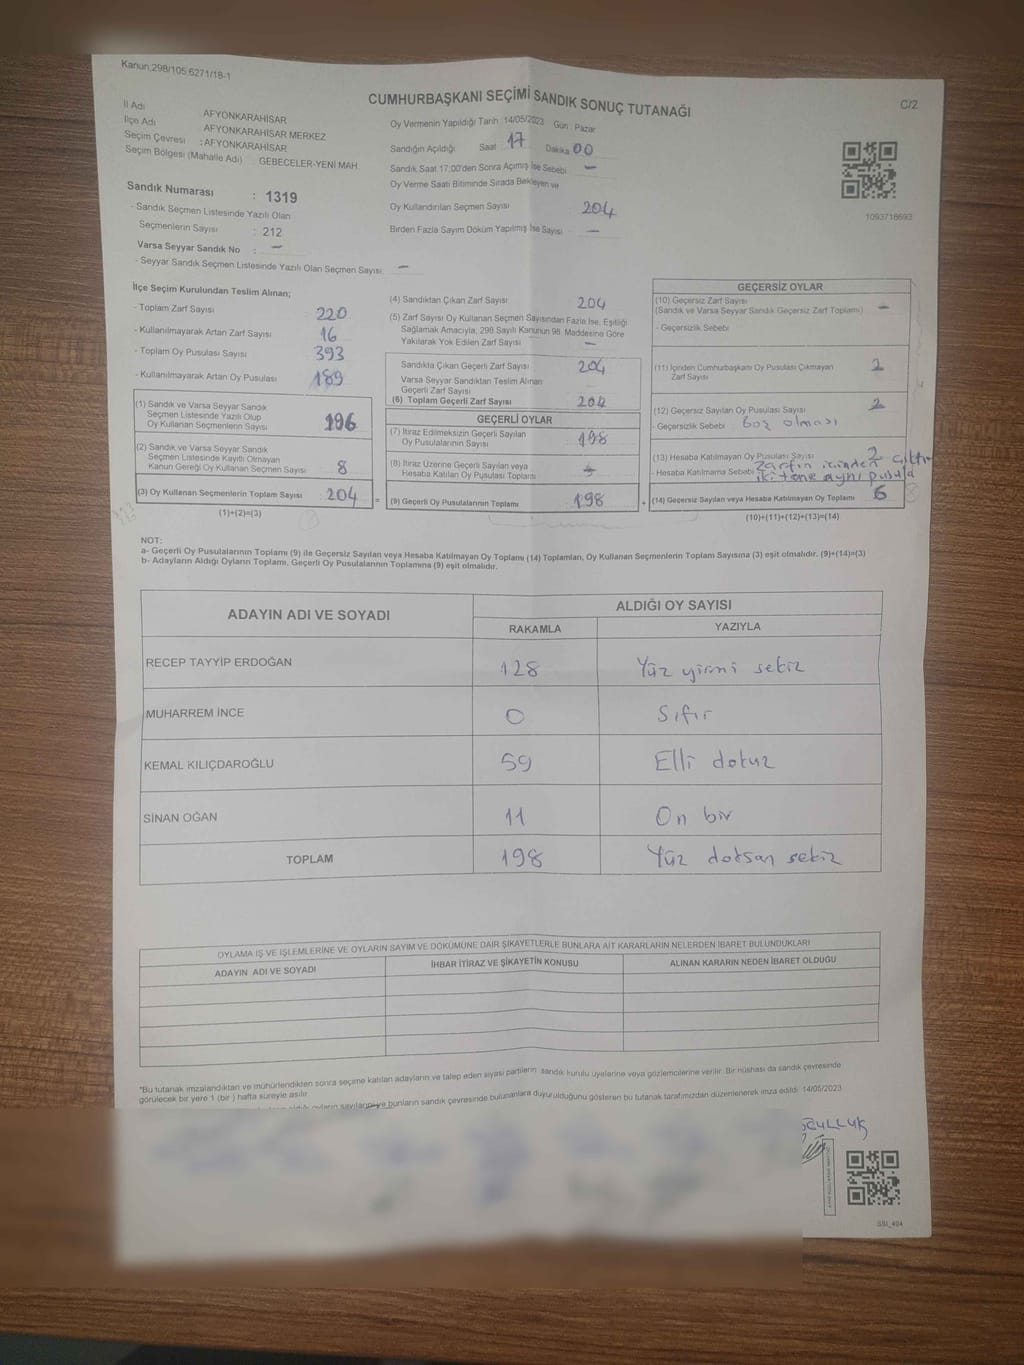 Kanun;298/105;6271/18-1
CUMHURBAŞKANI SEÇİMİ SANDIK SONUÇ TUTANAĞI
C/2
İl Adı : AFYONKARAHİSAR
İlçe Adı : AFYONKARAHİSAR MERKEZ
Seçim Çevresi : AFYONKARAHİSAR
Seçim Bölgesi (Mahalle Adı) GEBECELER-YENİ MAH.
Oy Vermenin Yapıldığı Tarih : 14/05/2023 Gün : Pazar
Sandığın Açıldığı Saat 17 Dakika 00
Sandık Saat 17:00'den Sonra Açılmış İse Sebebi –
Oy Verme Saati Bitiminde Sırada Bekleyen ve
Oy Kullandırılan Seçmen Sayısı 204
Birden Fazla Sayım Döküm Yapılmış İse Sayısı –
1093718693
Sandık Numarası : 1319
- Sandık Seçmen Listesinde Yazılı Olan
Seçmenlerin Sayısı : 212
Varsa Seyyar Sandık No : –
- Seyyar Sandık Seçmen Listesinde Yazılı Olan Seçmen Sayısı: –
İlçe Seçim Kurulundan Teslim Alınan;
- Toplam Zarf Sayısı 220
- Kullanılmayarak Artan Zarf Sayısı 16
- Toplam Oy Pusulası Sayısı 393
- Kullanılmayarak Artan Oy Pusulası 189
(1) Sandık ve Varsa Seyyar Sandık
Seçmen Listesinde Yazılı Olup
Oy Kullanan Seçmenlerin Sayısı 196
(2) Sandık ve Varsa Seyyar Sandık
Seçmen Listesinde Kayıtlı Olmayan
Kanun Gereği Oy Kullanan Seçmen Sayısı 8
(3) Oy Kullanan Seçmenlerin Toplam Sayısı 204 =
(1)+(2)=(3)
(4) Sandıktan Çıkan Zarf Sayısı 204
(5) Zarf Sayısı Oy Kullanan Seçmen Sayısından Fazla İse, Eşitliği
Sağlamak Amacıyla, 298 Sayılı Kanunun 98. Maddesine Göre
Yakılarak Yok Edilen Zarf Sayısı –
Sandıkta Çıkan Geçerli Zarf Sayısı 204
Varsa Seyyar Sandıktan Teslim Alınan
Geçerli Zarf Sayısı
(6) Toplam Geçerli Zarf Sayısı 204
GEÇERLİ OYLAR
(7) İtiraz Edilmeksizin Geçerli Sayılan
Oy Pusulalarının Sayısı 198
(8) İtiraz Üzerine Geçerli Sayılan veya
Hesaba Katılan Oy Pusulası Toplamı
(9) Geçerli Oy Pusulalarının Toplamı 198 +
GEÇERSİZ OYLAR
(10) Geçersiz Zarf Sayısı
(Sandık ve Varsa Seyyar Sandık Geçersiz Zarf Toplamı) –
- Geçersizlik Sebebi
(11) İçinden Cumhurbaşkanı Oy Pusulası Çıkmayan
Zarf Sayısı 2
(12) Geçersiz Sayılan Oy Pusulası Sayısı 2
- Geçersizlik Sebebi Boş olması
(13) Hesaba Katılmayan Oy Pusulası Sayısı 2
- Hesaba Katılmama Sebebi Zarfın içinden çıktı
iki tane aynı pusula
(14) Geçersiz Sayılan veya Hesaba Katılmayan Oy Toplamı 6
(10)+(11)+(12)+(13)=(14)
NOT:
a- Geçerli Oy Pusulalarının Toplamı (9) ile Geçersiz Sayılan veya Hesaba Katılmayan Oy Toplamı (14) Toplamları, Oy Kullanan Seçmenlerin Toplam Sayısına (3) eşit olmalıdır. (9)+(14)=(3)
b- Adayların Aldığı Oyların Toplamı, Geçerli Oy Pusulalarının Toplamına (9) eşit olmalıdır.
ADAYIN ADI VE SOYADI
ALDIĞI OY SAYISI
RAKAMLA YAZIYLA
RECEP TAYYİP ERDOĞAN 128 Yüz yirmi sekiz
MUHARREM İNCE 0 Sıfır
KEMAL KILIÇDAROĞLU 59 Elli dokuz
SİNAN OĞAN 11 On bir
TOPLAM 198 Yüz doksan sekiz
OYLAMA İŞ VE İŞLEMLERİNE VE OYLARIN SAYIM VE DÖKÜMÜNE DAİR ŞİKAYETLERLE BUNLARA AİT KARARLARIN NELERDEN İBARET BULUNDUKLARI
ADAYIN ADI VE SOYADI İHBAR İTİRAZ VE ŞİKAYETİN KONUSU ALINAN KARARIN NEDEN İBARET OLDUĞU
*Bu tutanak imzalandıktan ve mühürlendikten sonra seçime katılan adayların ve talep eden siyasi partilerin sandık kurulu üyelerine veya gözlemcilerine verilir. Bir nüshası da sandık çevresinde
görülecek bir yere 1 (bir ) hafta süreyle asılır.
oyların sayılarını ve bunların sandık çevresinde bulunanlara duyurulduğunu gösteren bu tutanak tarafımızdan düzenlenerek imza edildi. 14/05/2023
SSI_404